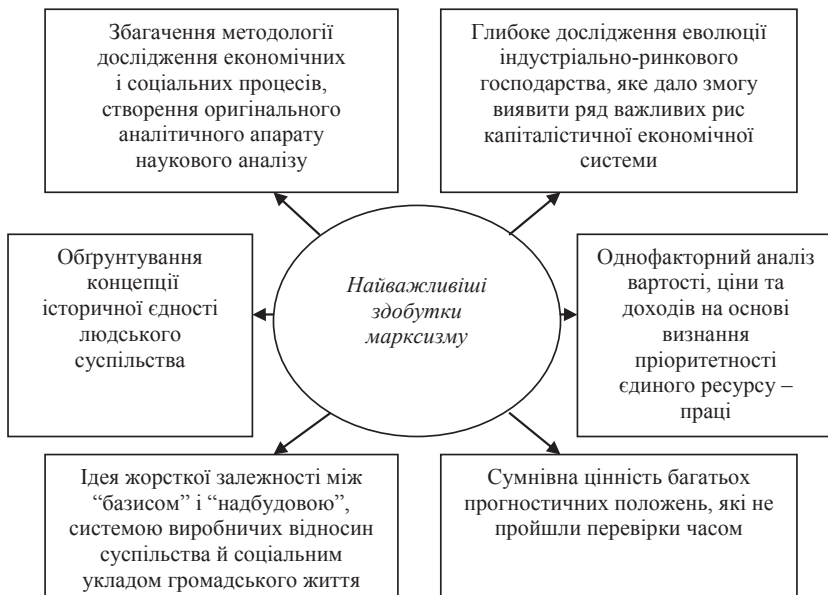 Збагачення методології
дослідження економічних
і соціальних процесів,
створення оригінального
аналітичного апарату
наукового аналізу
Глибоке дослідження еволюції
індустріально-ринкового
господарства, яке дало змогу
виявити ряд важливих рис
капіталістичної економічної
системи
Обґрунтування
концепції
історичної єдності
людського
суспільства
Найважливіші
здобутки
марксизму
Однофакторний аналіз
вартості, ціни та
доходів на основі
визнання
пріоритетності
єдиного ресурсу –
праці
Ідея жорсткої залежності між
“базисом” і “надбудовою”,
системою виробничих відносин
суспільства й соціальним
укладом громадського життя
Сумнівна цінність багатьох
прогностичних положень, які не
пройшли перевірки часом